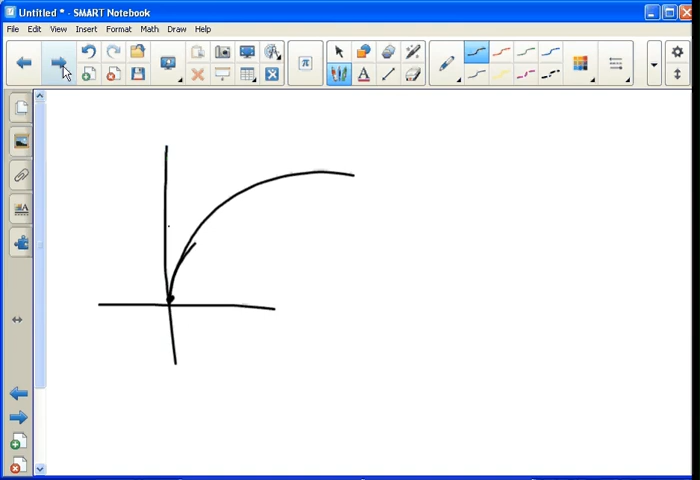 Untitled * - SMART Notebook
File Edit View Insert Format Math Draw Help
π
A
A